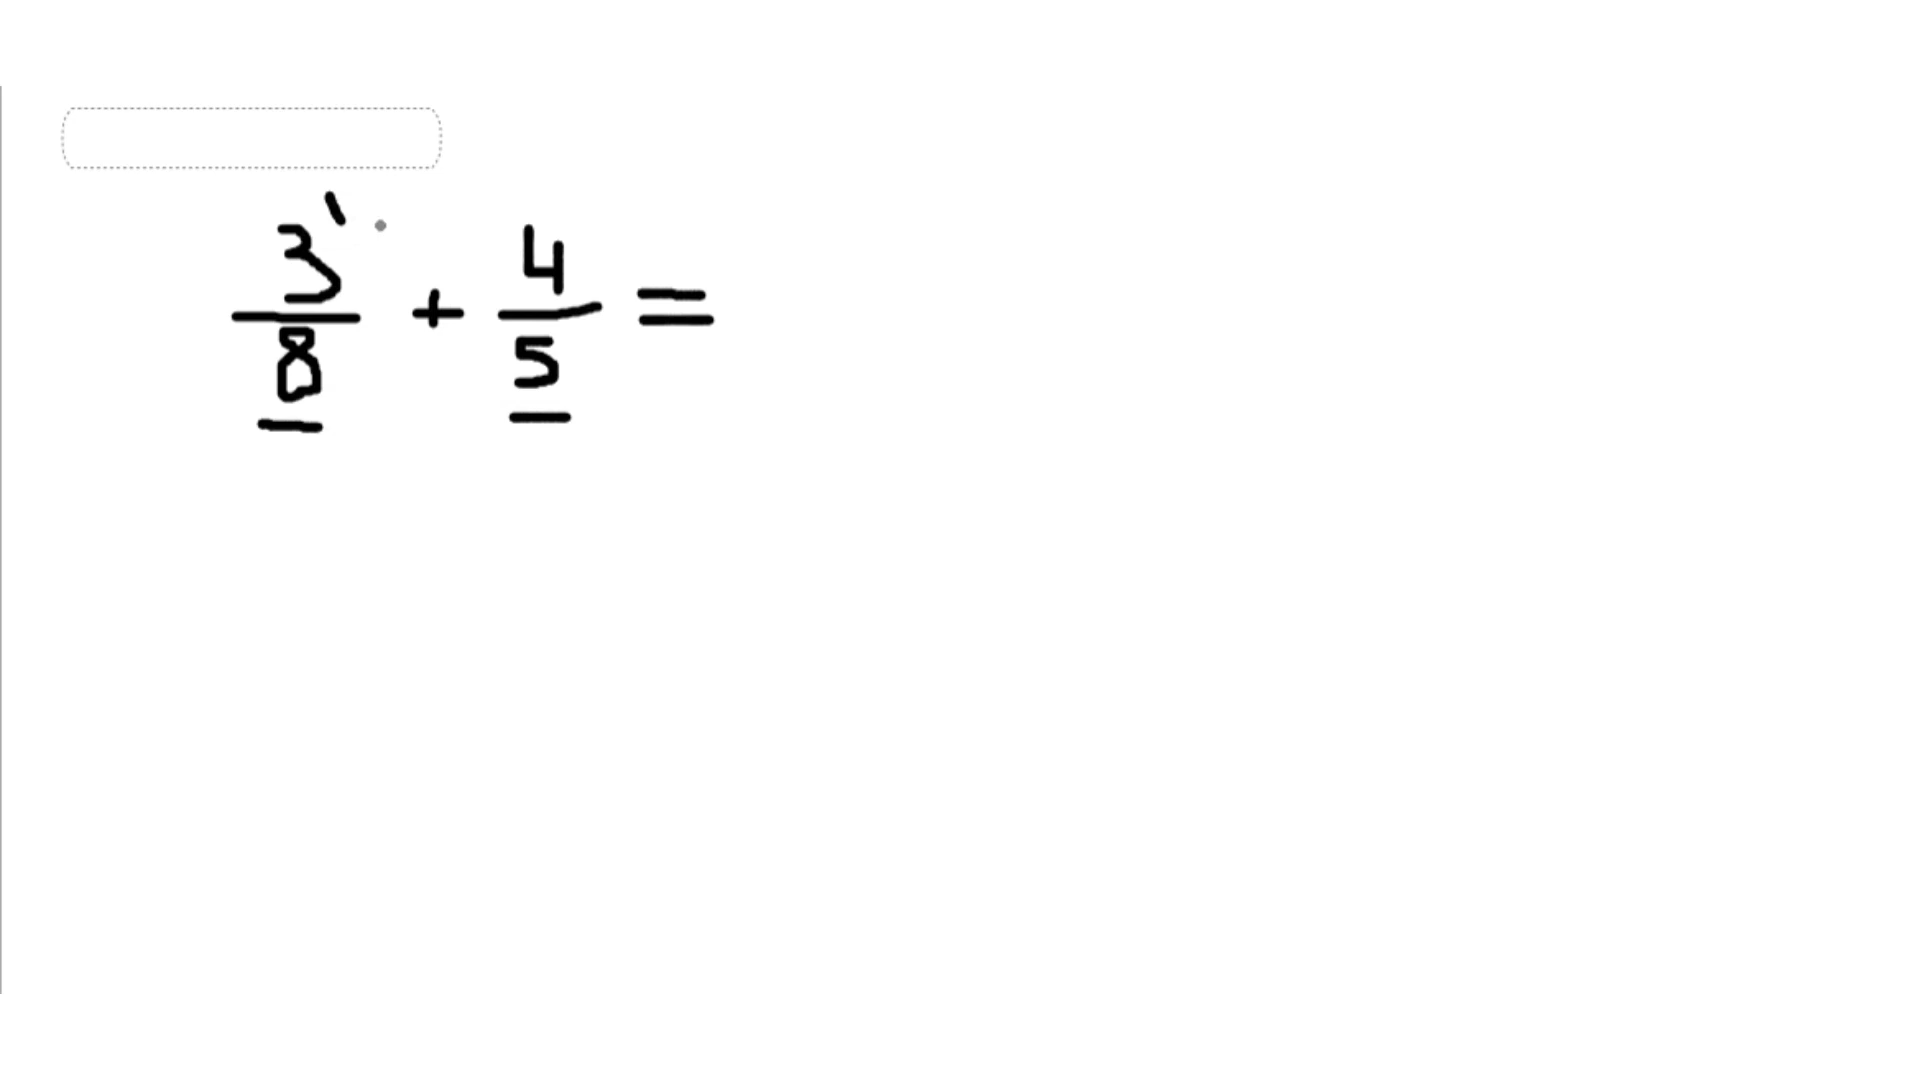 3/8 + 4/5 =